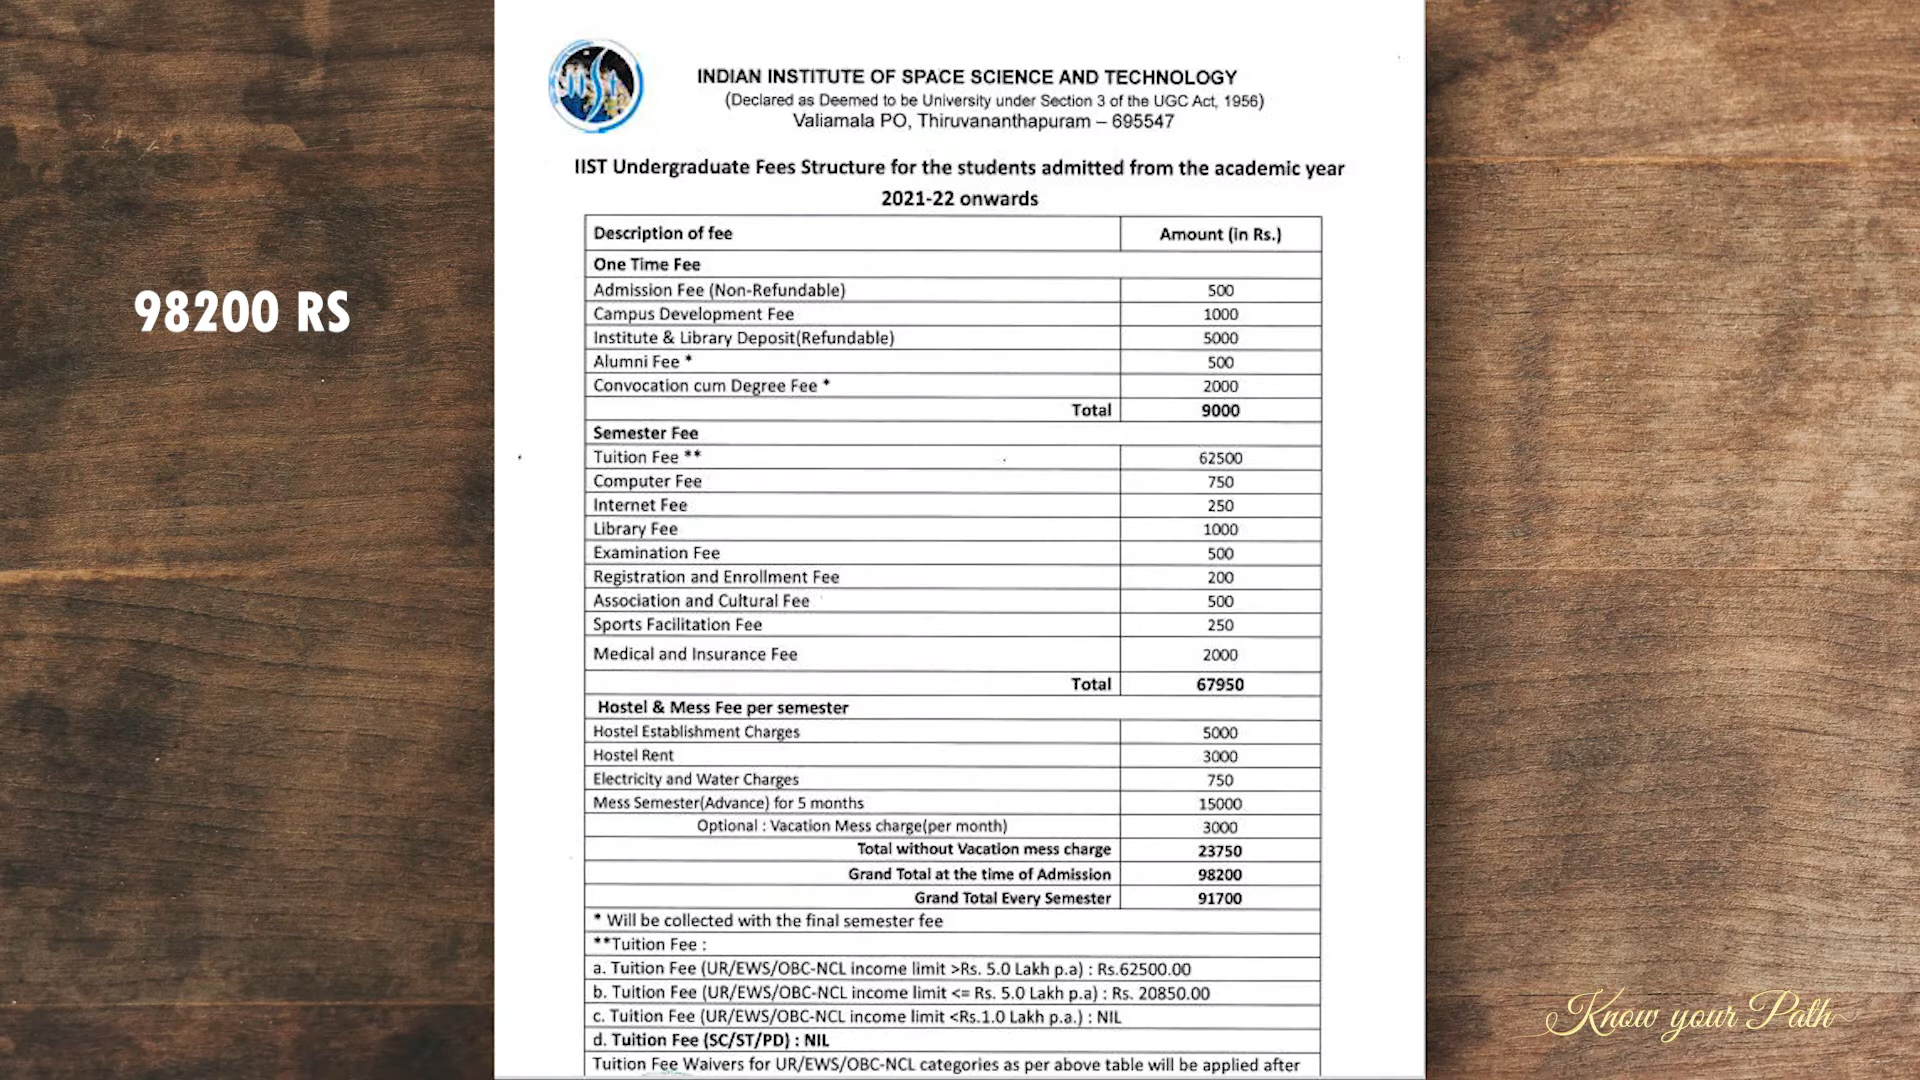 98200 RS
INDIAN INSTITUTE OF SPACE SCIENCE AND TECHNOLOGY
(Declared as Deemed to be University under Section 3 of the UGC Act, 1956)
Valiamala PO, Thiruvananthapuram – 695547
IIST Undergraduate Fees Structure for the students admitted from the academic year
2021-22 onwards
Description of fee Amount (in Rs.)
One Time Fee
Admission Fee (Non-Refundable) 500
Campus Development Fee 1000
Institute & Library Deposit(Refundable) 5000
Alumni Fee * 500
Convocation cum Degree Fee * 2000
Total 9000
Semester Fee
Tuition Fee ** 62500
Computer Fee 750
Internet Fee 250
Library Fee 1000
Examination Fee 500
Registration and Enrollment Fee 200
Association and Cultural Fee 500
Sports Facilitation Fee 250
Medical and Insurance Fee 2000
Total 67950
Hostel & Mess Fee per semester
Hostel Establishment Charges 5000
Hostel Rent 3000
Electricity and Water Charges 750
Mess Semester(Advance) for 5 months 15000
Optional : Vacation Mess charge(per month) 3000
Total without Vacation mess charge 23750
Grand Total at the time of Admission 98200
Grand Total Every Semester 91700
* Will be collected with the final semester fee
**Tuition Fee :
a. Tuition Fee (UR/EWS/OBC-NCL income limit >Rs. 5.0 Lakh p.a) : Rs.62500.00
b. Tuition Fee (UR/EWS/OBC-NCL income limit <= Rs. 5.0 Lakh p.a) : Rs. 20850.00
c. Tuition Fee (UR/EWS/OBC-NCL income limit <Rs.1.0 Lakh p.a.) : NIL
d. Tuition Fee (SC/ST/PD) : NIL
Tuition Fee Waivers for UR/EWS/OBC-NCL categories as per above table will be applied after
Know your Path